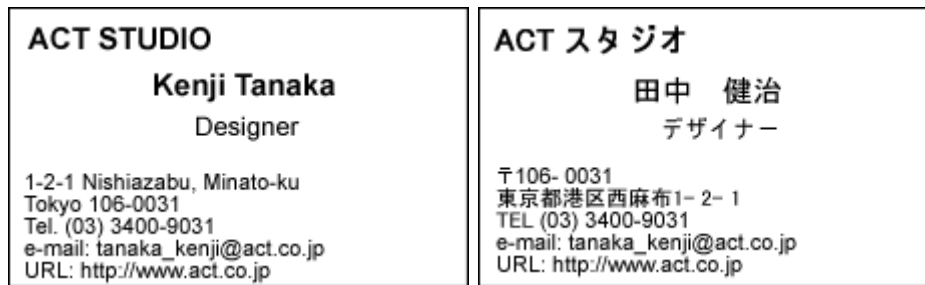 ACT STUDIO
Kenji Tanaka
Designer
1-2-1 Nishiazabu, Minato-ku
Tokyo 106-0031
Tel. (03) 3400-9031
e-mail: tanaka_kenji@act.co.jp
URL: http://www.act.co.jp
ACT スタジオ
田中　健治
デザイナー
〒106- 0031
東京都港区西麻布1- 2- 1
TEL (03) 3400-9031
e-mail: tanaka_kenji@act.co.jp
URL: http://www.act.co.jp